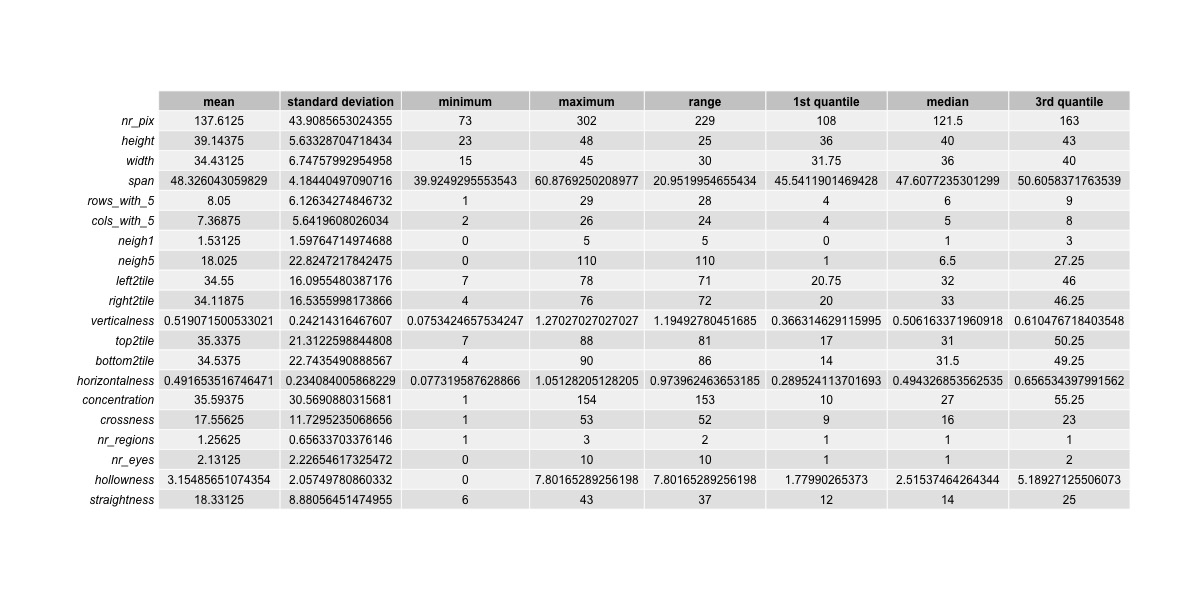 mean standard deviation minimum maximum range 1st quantile median 3rd quantile
nr_pix 137.6125 43.9085653024355 73 302 229 108 121.5 163
height 39.14375 5.63328704718434 23 48 25 36 40 43
width 34.43125 6.74757992954958 15 45 30 31.75 36 40
span 48.326043059829 4.18440497090716 39.9249295553543 60.8769250208977 20.9519954655434 45.5411901469428 47.6077235301299 50.6058371763539
rows_with_5 8.05 6.12634274846732 1 29 28 4 6 9
cols_with_5 7.36875 5.6419608026034 2 26 24 4 5 8
neigh1 1.53125 1.59764714974688 0 5 5 0 1 3
neigh5 18.025 22.8247217842475 0 110 110 1 6.5 27.25
left2tile 34.55 16.0955480387176 7 78 71 20.75 32 46
right2tile 34.11875 16.5355998173866 4 76 72 20 33 46.25
verticalness 0.519071500533021 0.24214316467607 0.0753424657534247 1.27027027027027 1.19492780451685 0.366314629115995 0.506163371960918 0.610476718403548
top2tile 35.3375 21.3122598844808 7 88 81 17 31 50.25
bottom2tile 34.5375 22.7435490888567 4 90 86 14 31.5 49.25
horizontalness 0.491653516746471 0.234084005868229 0.077319587628866 1.05128205128205 0.973962463653185 0.289524113701693 0.494326853562535 0.656534397991562
concentration 35.59375 30.5690880315681 1 154 153 10 27 55.25
crossness 17.55625 11.7295235068656 1 53 52 9 16 23
nr_regions 1.25625 0.65633703376146 1 3 2 1 1 1
nr_eyes 2.13125 2.22654617325472 0 10 10 1 1 2
hollowness 3.15485651074354 2.05749780860332 0 7.80165289256198 7.80165289256198 1.77990265373 2.51537464264344 5.18927125506073
straightness 18.33125 8.88056451474955 6 43 37 12 14 25